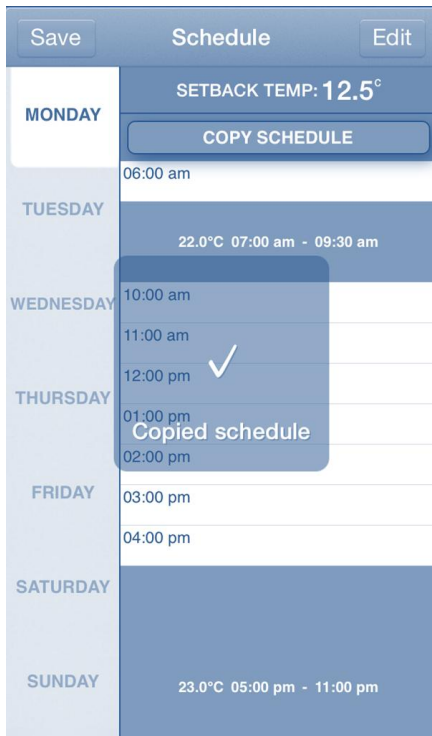 Save Schedule Edit
MONDAY
TUESDAY
WEDNESDAY
THURSDAY
FRIDAY
SATURDAY
SUNDAY
SETBACK TEMP: 12.5°C
COPY SCHEDULE
06:00 am
22.0°C 07:00 am - 09:30 am
10:00 am
11:00 am
12:00 pm
01:00 pm
Copied schedule
02:00 pm
03:00 pm
04:00 pm
23.0°C 05:00 pm - 11:00 pm